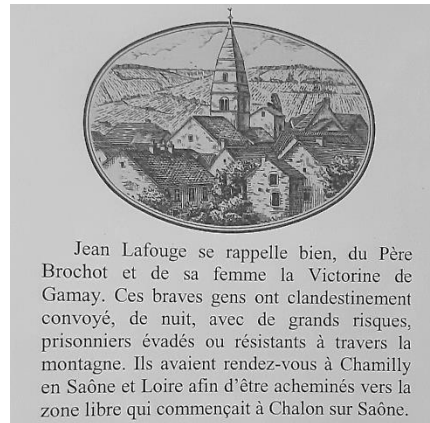 Jean Lafouge se rappelle bien, du Père
Brochot et de sa femme la Victorine de
Gamay. Ces braves gens ont clandestinement
convoyé, de nuit, avec de grands risques,
prisonniers évadés ou résistants à travers la
montagne. Ils avaient rendez-vous à Chamilly
en Saône et Loire afin d’être acheminés vers la
zone libre qui commençait à Chalon sur Saône.